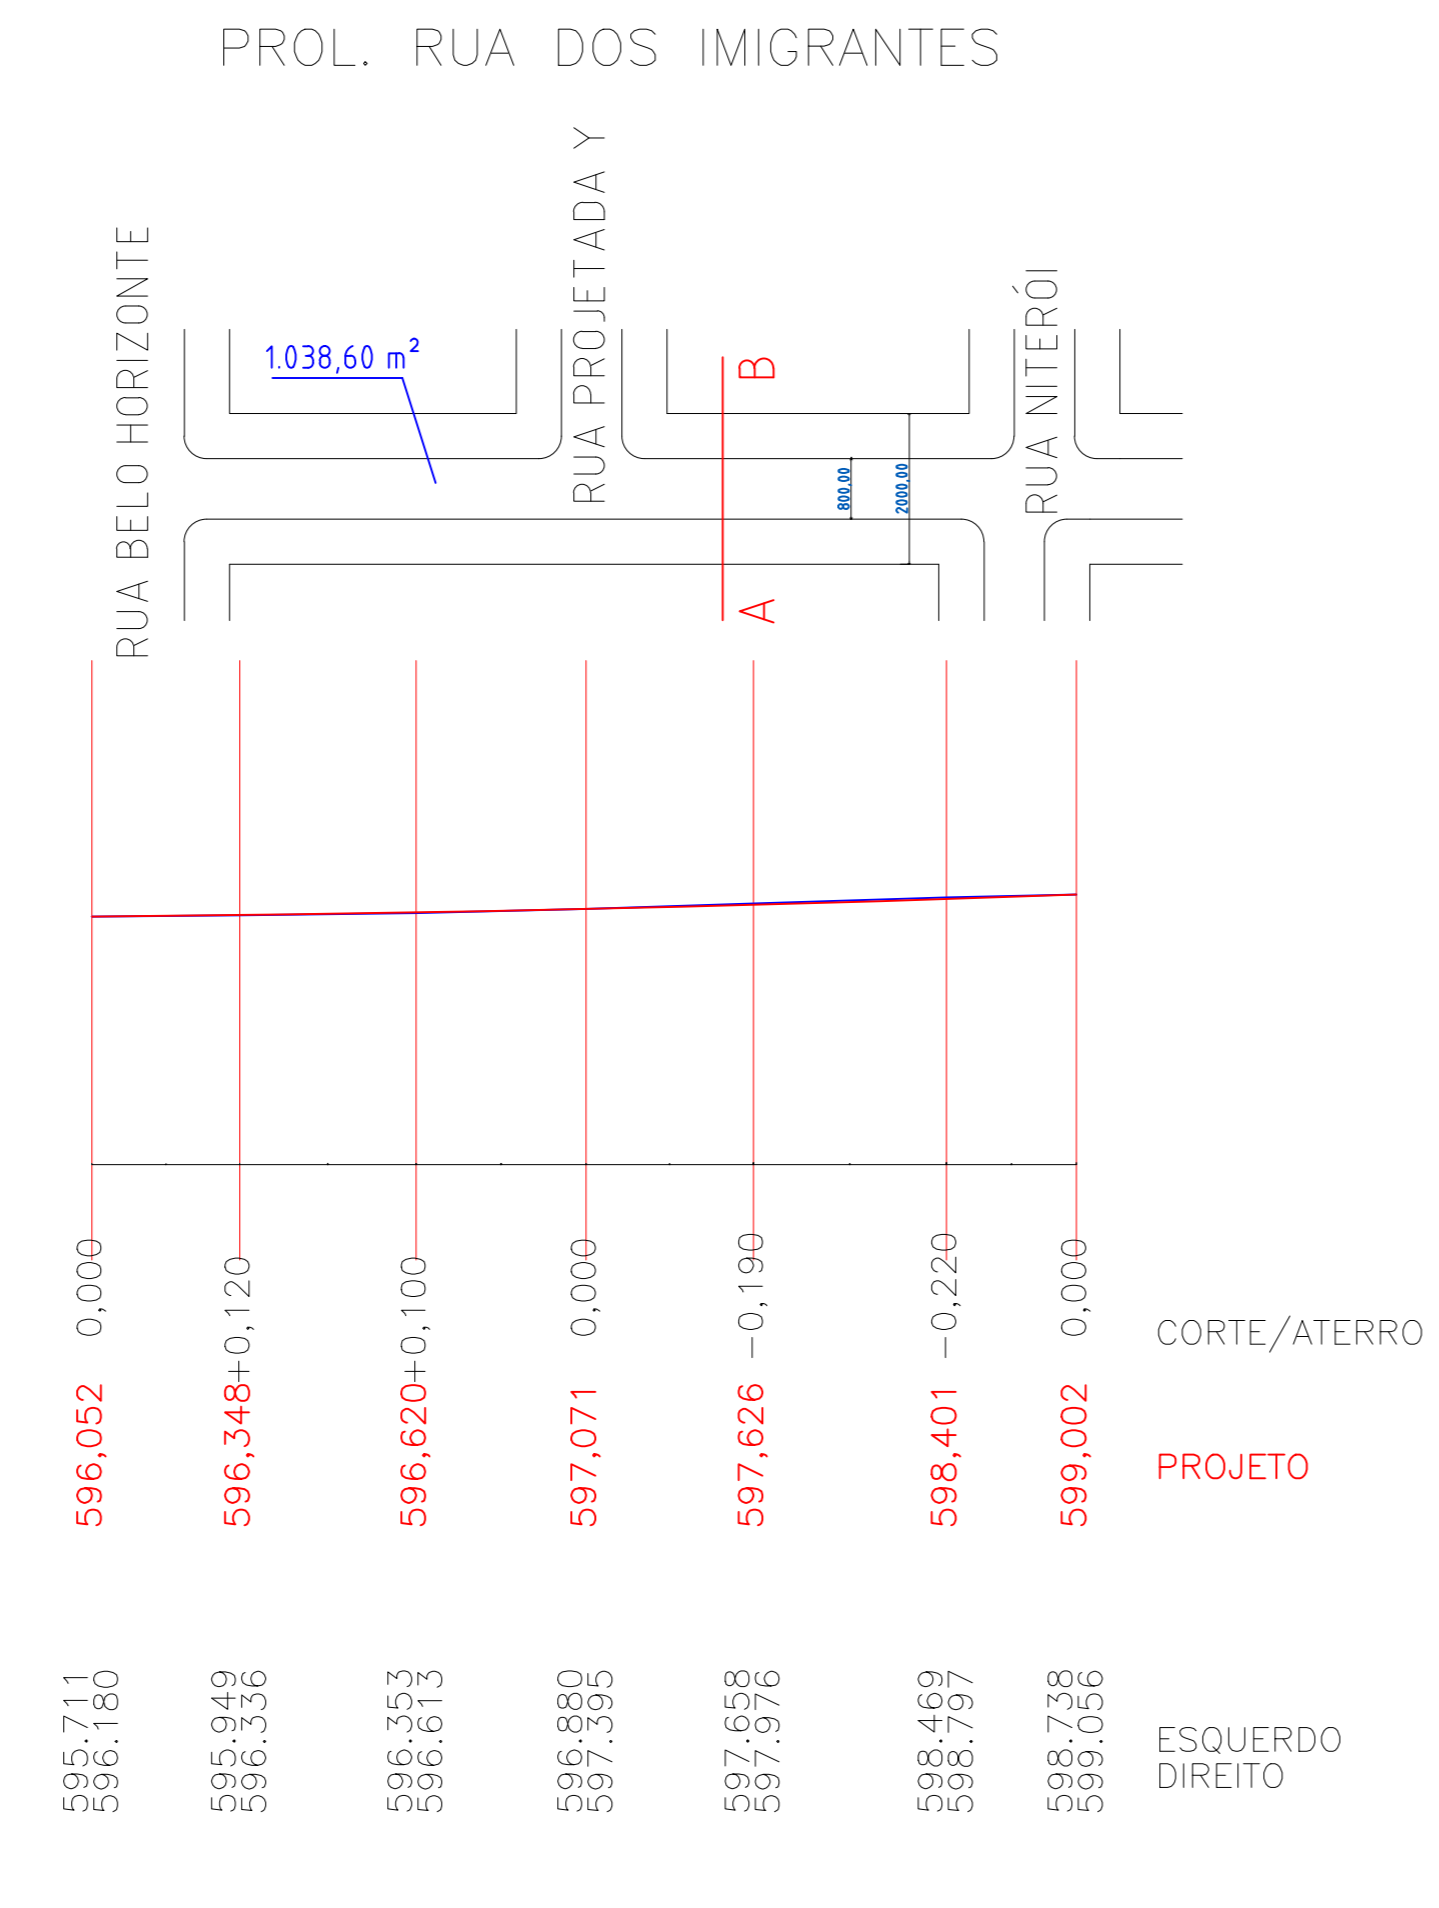 PROL. RUA DOS IMIGRANTES
RUA BELO HORIZONTE
RUA PROJETADA Y
RUA NITERÓI
1.038,60 m²
B
800,00
2000,00
A
0,000
+0,120
+0,100
0,000
-0,190
-0,220
0,000
CORTE/ATERRO
596,052
596,348
596,620
597,071
597,626
598,401
599,002
PROJETO
595.711
595.949
596.353
596.880
597.658
598.469
598.738
ESQUERDO
596.180
596.336
596.613
597.395
597.976
598.797
599.056
DIREITO